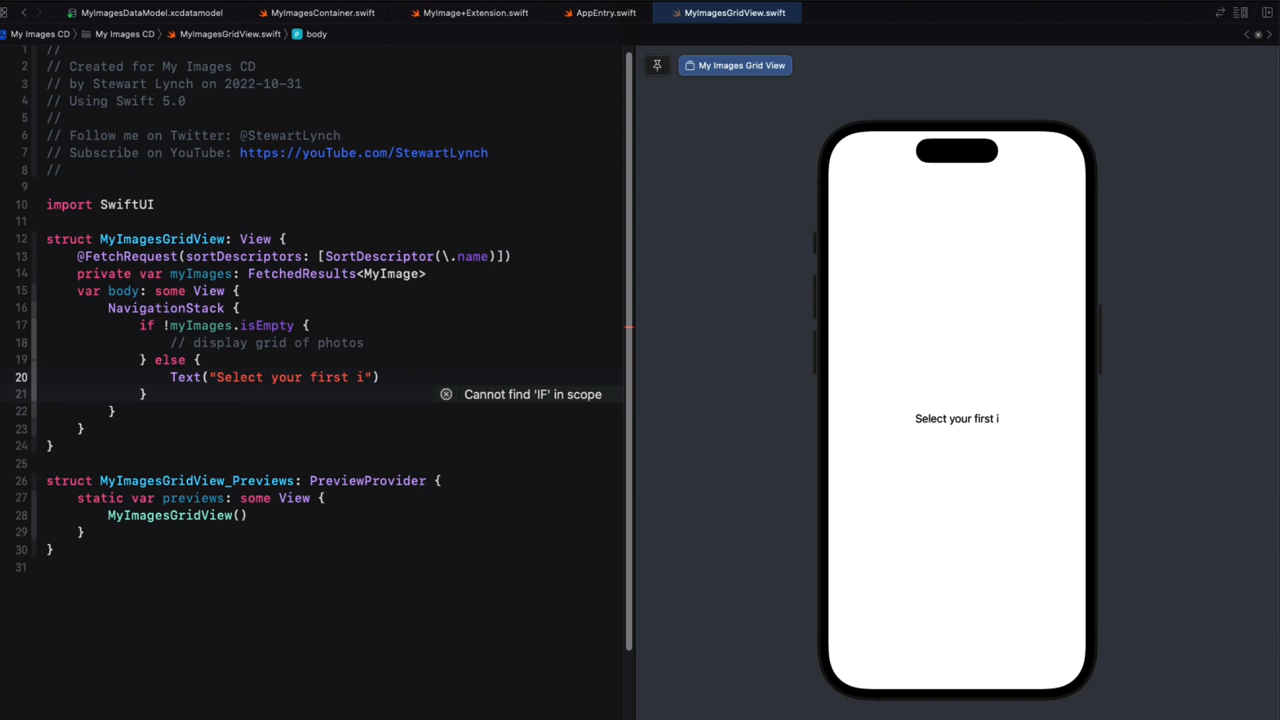 MyImagesDataModel.xcdatamodel MyImagesContainer.swift MyImage+Extension.swift AppEntry.swift MyImagesGridView.swift
My Images CD My Images CD MyImagesGridView.swift body
My Images Grid View
1 //
2 // Created for My Images CD
3 // by Stewart Lynch on 2022-10-31
4 // Using Swift 5.0
5 //
6 // Follow me on Twitter: @StewartLynch
7 // Subscribe on YouTube: https://youTube.com/StewartLynch
8 //
9
10 import SwiftUI
11
12 struct MyImagesGridView: View {
13 @FetchRequest(sortDescriptors: [SortDescriptor(\.name)])
14 private var myImages: FetchedResults<MyImage>
15 var body: some View {
16 NavigationStack {
17 if !myImages.isEmpty {
18 // display grid of photos
19 } else {
20 Text("Select your first i")
21 } Cannot find 'IF' in scope
22 }
23 }
24 }
25
26 struct MyImagesGridView_Previews: PreviewProvider {
27 static var previews: some View {
28 MyImagesGridView()
29 }
30 }
31
Select your first i